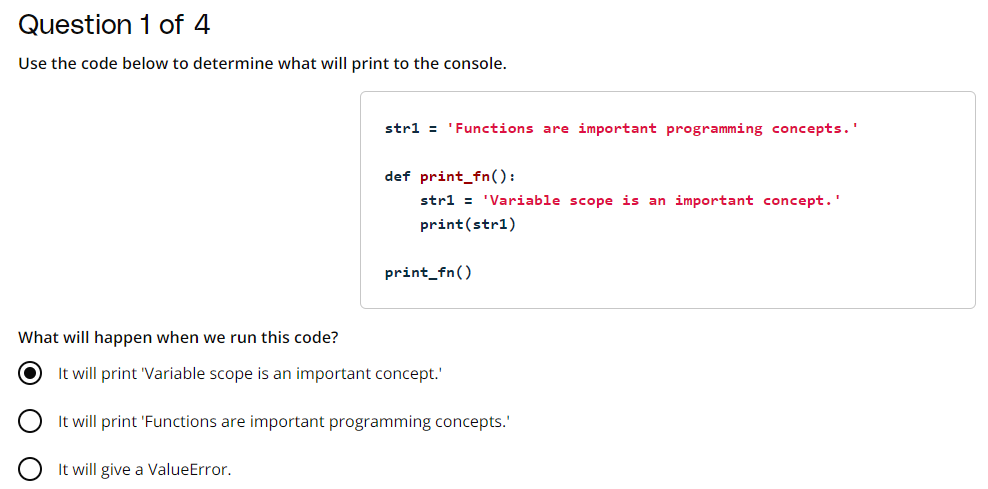 Question 1 of 4
Use the code below to determine what will print to the console.
str1 = 'Functions are important programming concepts.'
def print_fn():
    str1 = 'Variable scope is an important concept.'
    print(str1)
print_fn()
What will happen when we run this code?
It will print 'Variable scope is an important concept.'
It will print 'Functions are important programming concepts.'
It will give a ValueError.